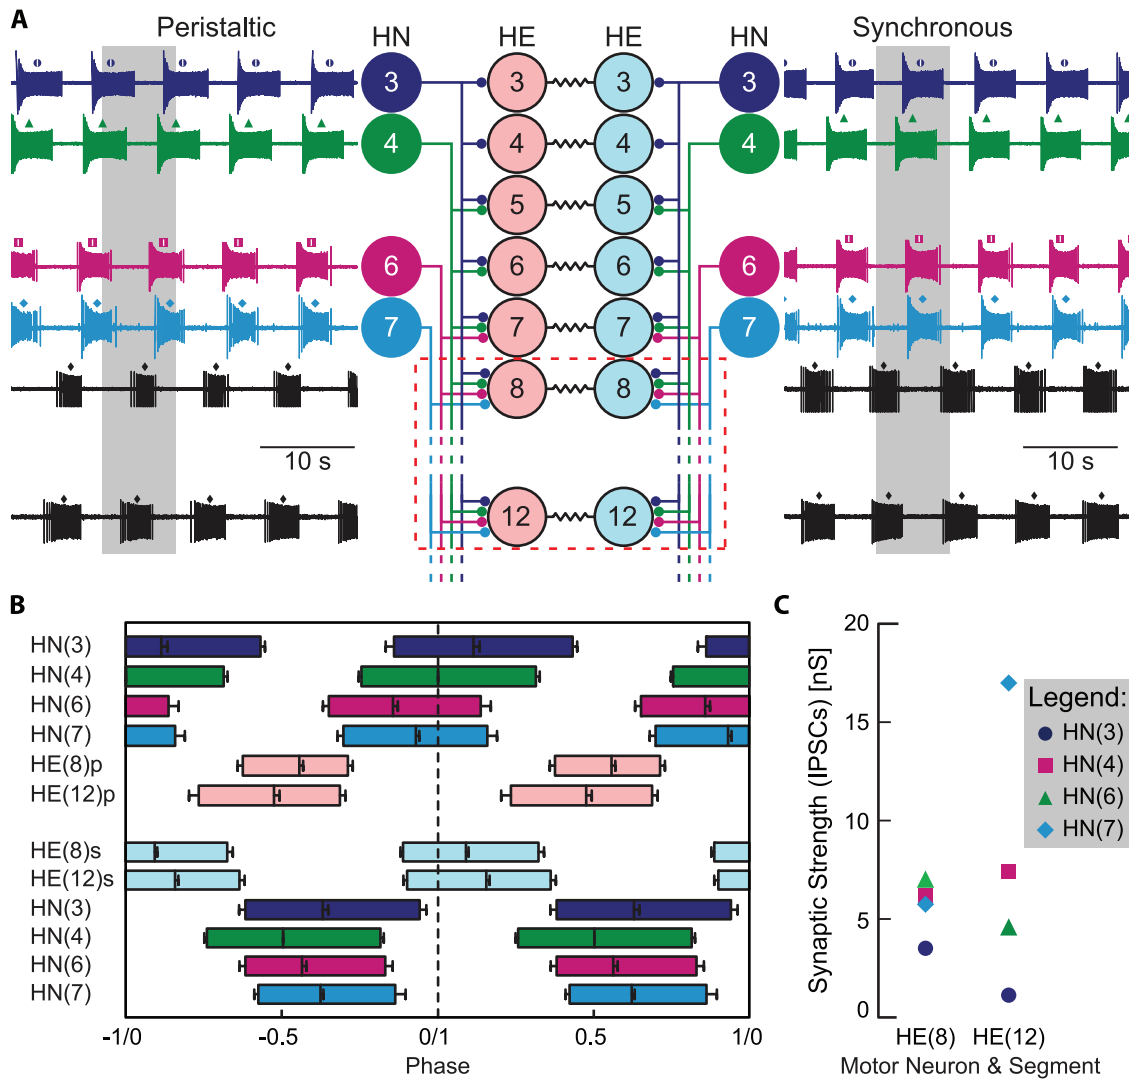 A
Peristaltic
HN
HE
HE
HN
Synchronous
3
3
3
3
4
4
4
4
5
5
6
6
6
6
7
7
7
7
8
8
10 s
10 s
12
12
B
HN(3)
HN(4)
HN(6)
HN(7)
HE(8)p
HE(12)p
HE(8)s
HE(12)s
HN(3)
HN(4)
HN(6)
HN(7)
-1/0
-0.5
0/1
0.5
1/0
Phase
C
Synaptic Strength (IPSCs) [nS]
20
15
10
5
0
Legend:
HN(3)
HN(4)
HN(6)
HN(7)
HE(8)
HE(12)
Motor Neuron & Segment